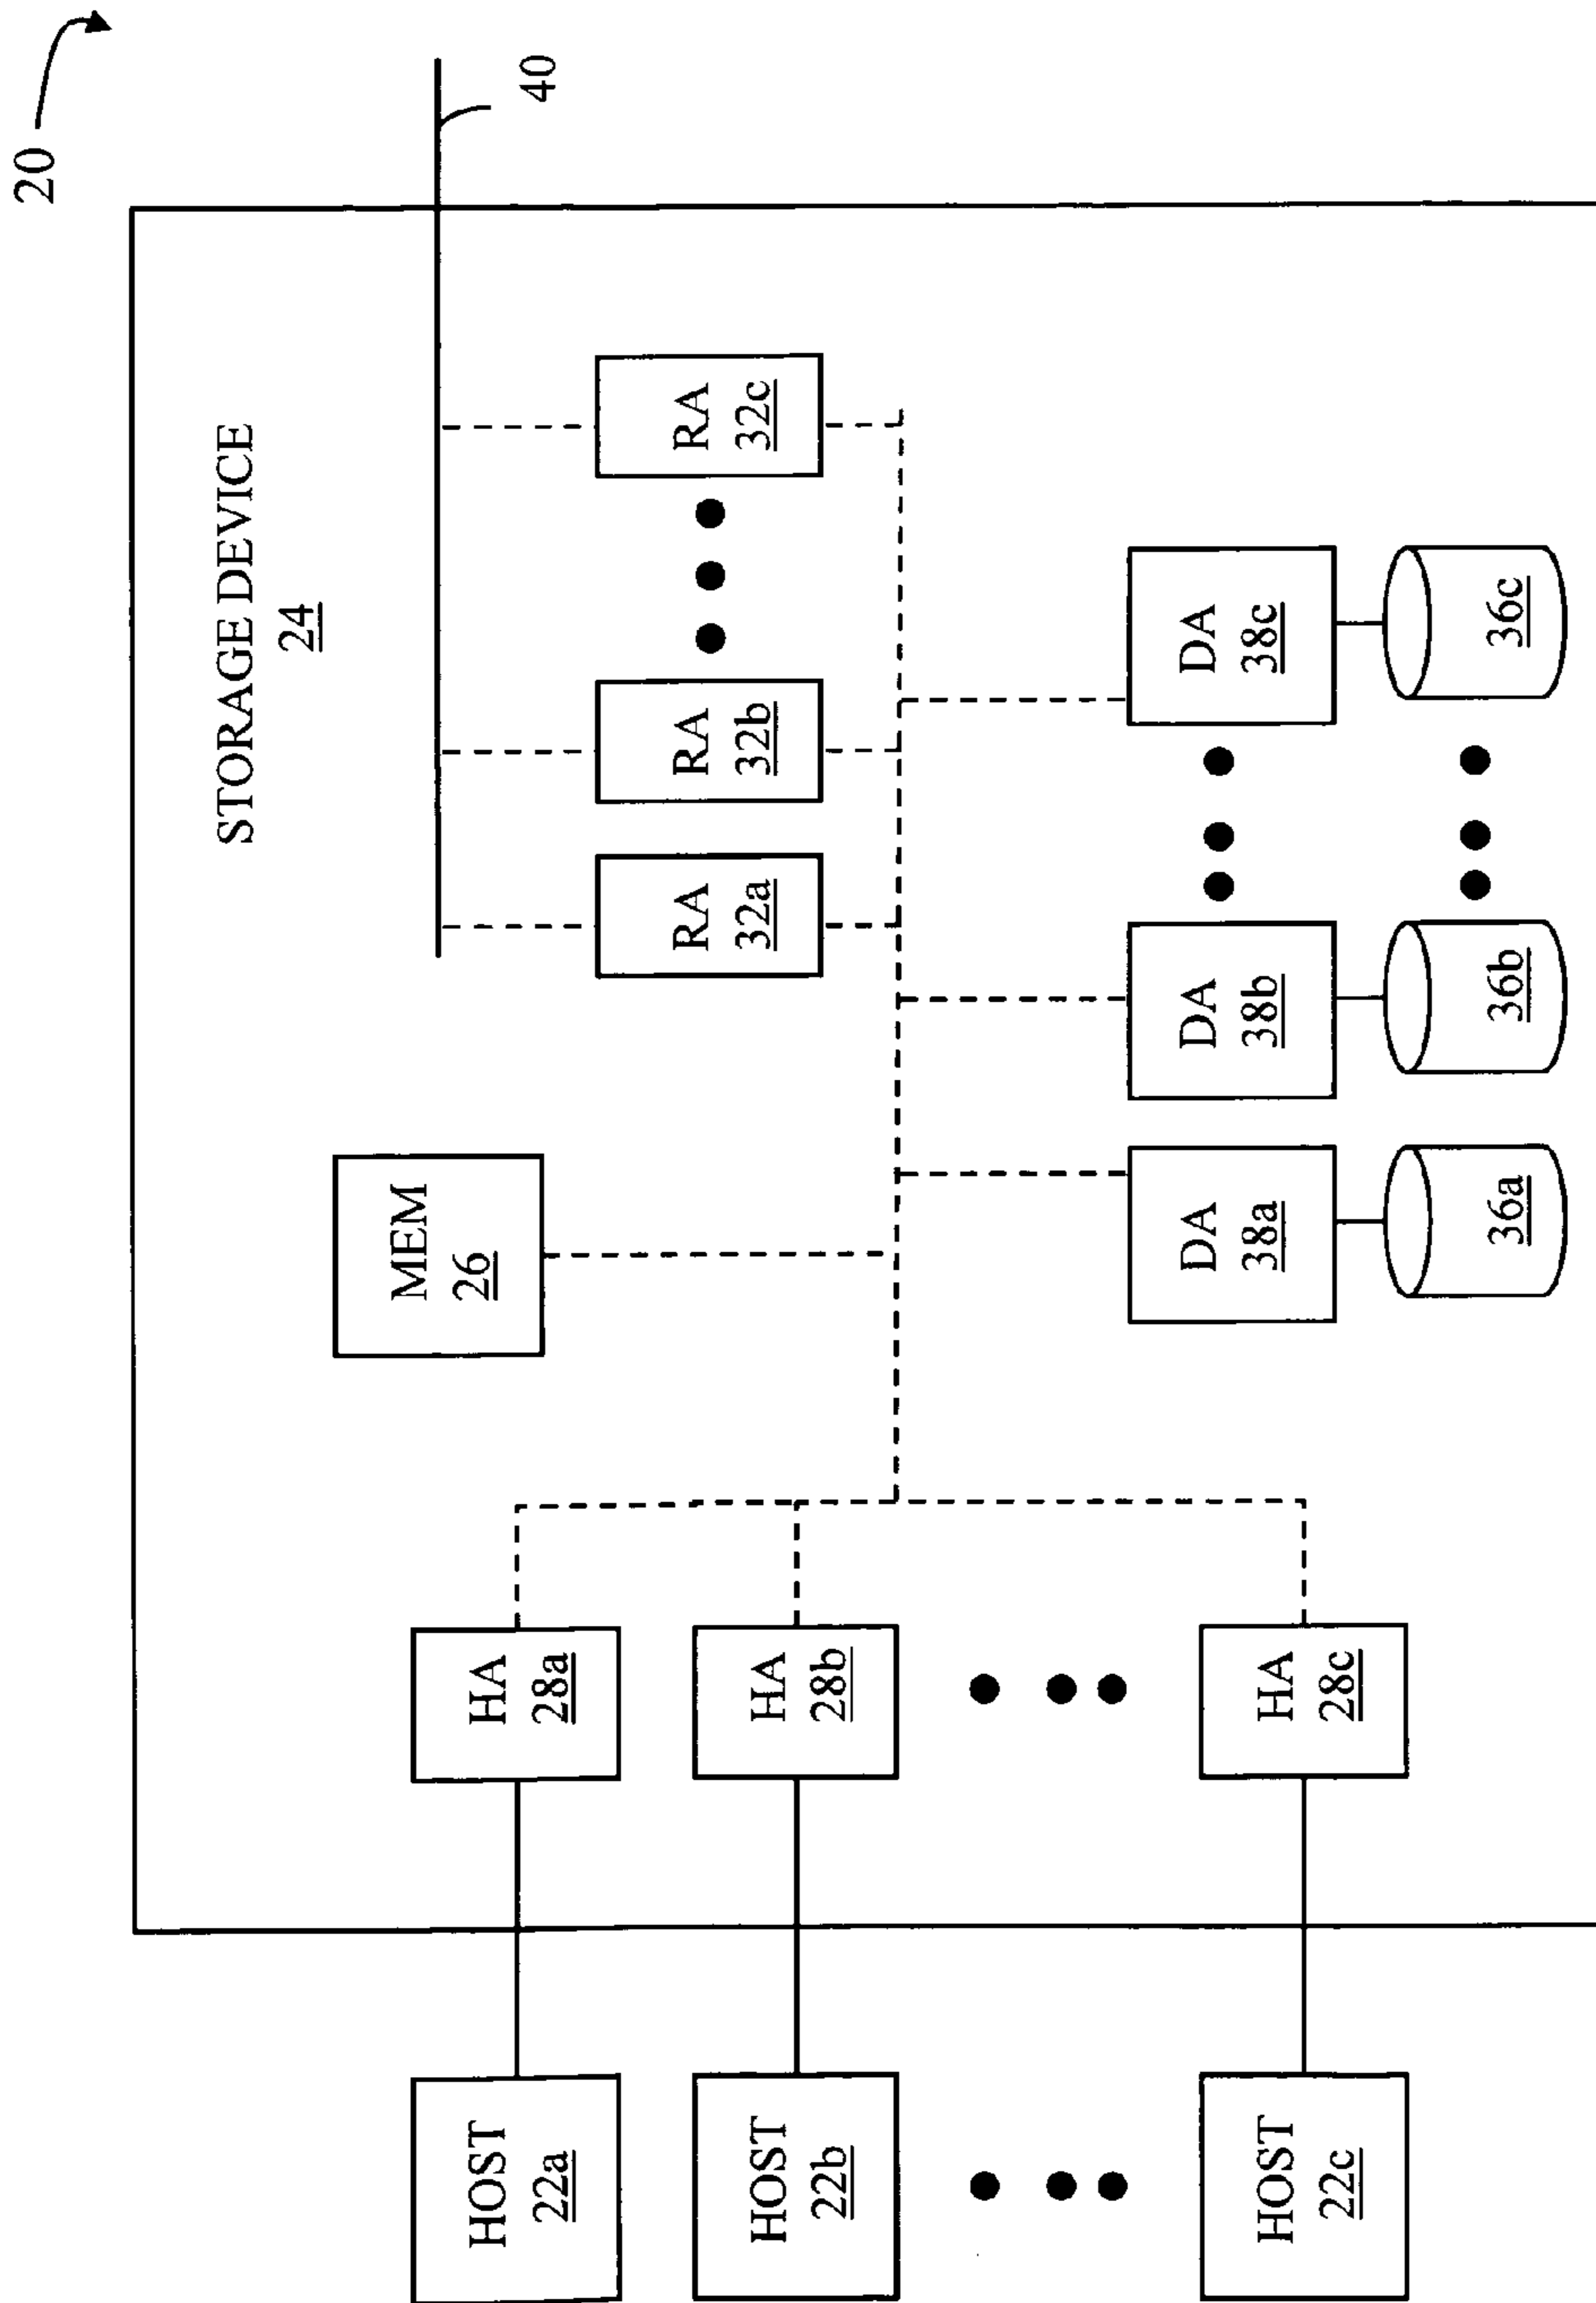 20
STORAGE DEVICE
24
40
MEM
26
RA
32a
RA
32b
RA
32c
HOST
22a
HA
28a
HOST
22b
HA
28b
HOST
22c
HA
28c
DA
38a
DA
38b
DA
38c
36a
36b
36c